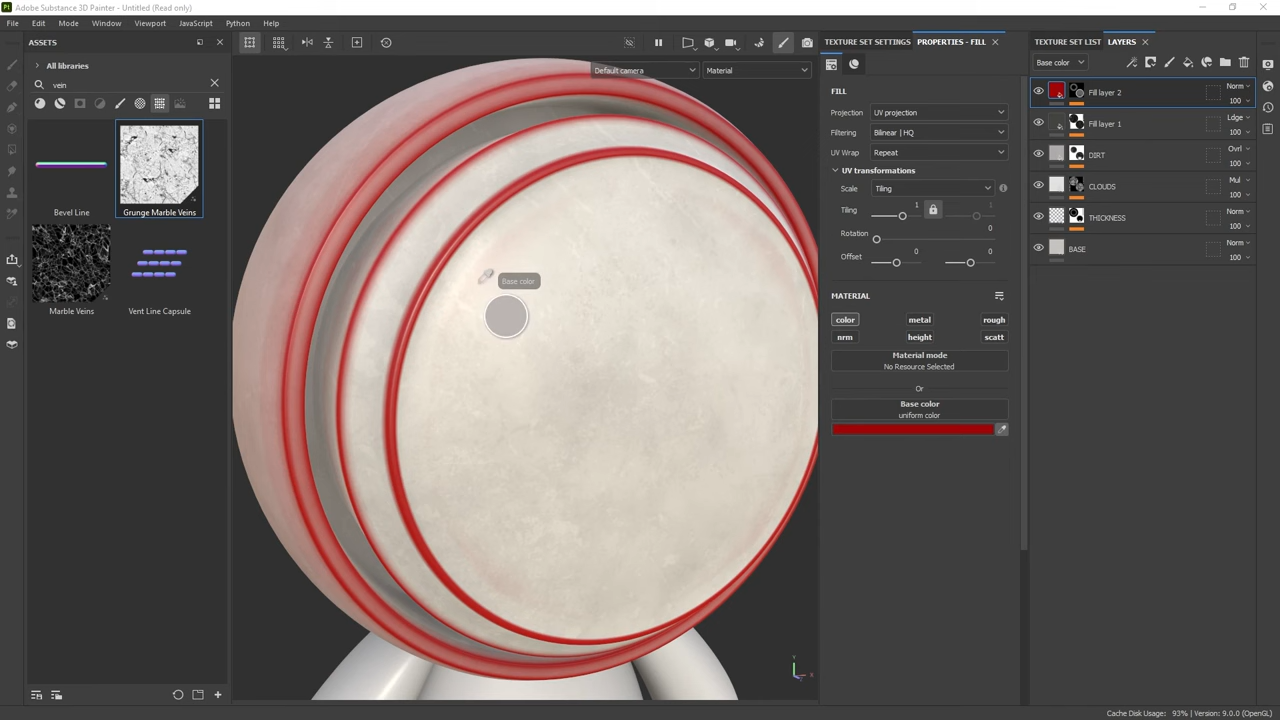 Pt
Adobe Substance 3D Painter - Untitled (Read only)
File Edit Mode Window Viewport JavaScript Python Help
ASSETS
All libraries
vein
Bevel Line
Grunge Marble Veins
Marble Veins
Vent Line Capsule
Default camera
Material
Base color
Y
X
Z
TEXTURE SET SETTINGS
PROPERTIES - FILL
FILL
Projection UV projection
Filtering Bilinear | HQ
UV Wrap Repeat
UV transformations
Scale Tiling
Tiling 1 1
Rotation 0
Offset 0 0
MATERIAL
color metal rough
nrm height scatt
Material mode
No Resource Selected
Or
Base color
uniform color
TEXTURE SET LIST
LAYERS
Base color
Fill layer 2 Norm 100
Fill layer 1 Ldge 100
DIRT Ovrl 100
CLOUDS Mul 100
THICKNESS Norm 100
BASE Norm 100
Cache Disk Usage: 93% | Version: 9.0.0 (OpenGL)